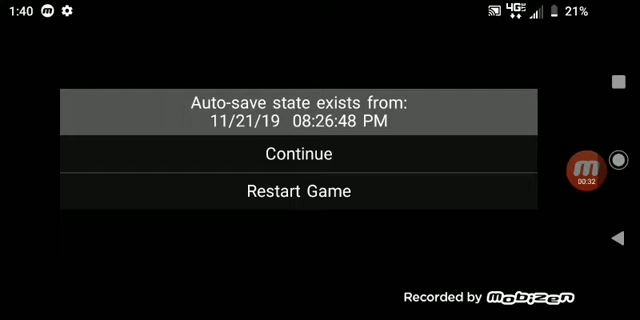 1:40
4G
21%
Auto-save state exists from:
11/21/19 08:26:48 PM
Continue
Restart Game
00:32
Recorded by mobizen